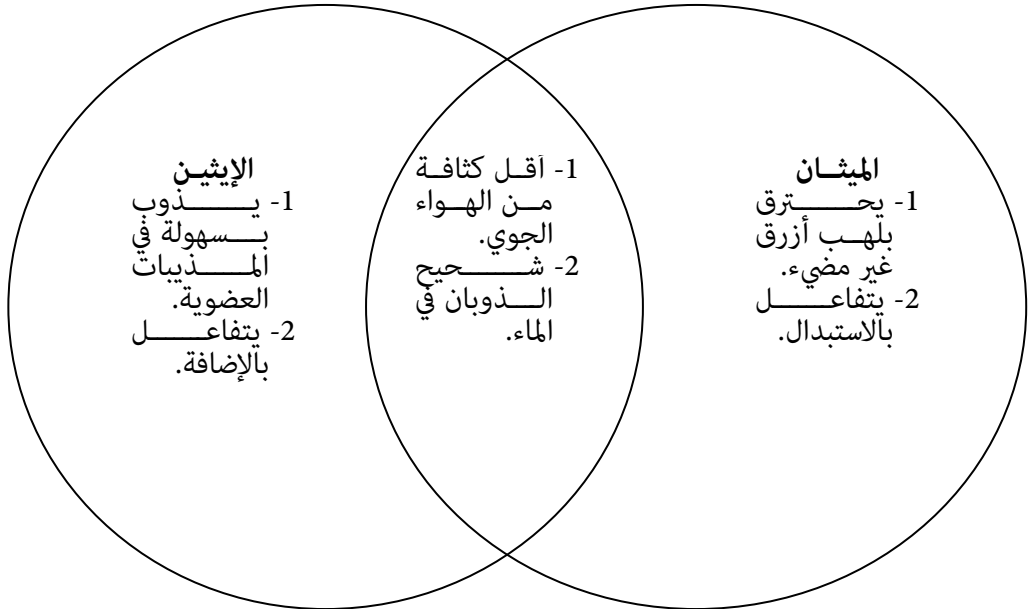 الميثان
1- يحترق
بلهب أزرق
غير مضيء.
2- يتفاعل
بالاستبدال.
1- أقل كثافة
من الهواء
الجوي.
2- شحيح
الذوبان في
الماء.
الإيثين
1- يذوب
بسهولة في
المذيبات
العضوية.
2- يتفاعل
بالإضافة.